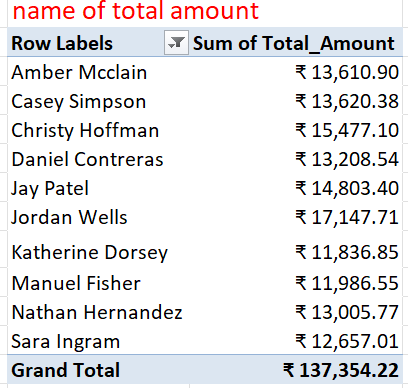 name of total amount
Row Labels Sum of Total_Amount
Amber Mcclain ₹ 13,610.90
Casey Simpson ₹ 13,620.38
Christy Hoffman ₹ 15,477.10
Daniel Contreras ₹ 13,208.54
Jay Patel ₹ 14,803.40
Jordan Wells ₹ 17,147.71
Katherine Dorsey ₹ 11,836.85
Manuel Fisher ₹ 11,986.55
Nathan Hernandez ₹ 13,005.77
Sara Ingram ₹ 12,657.01
Grand Total ₹ 137,354.22